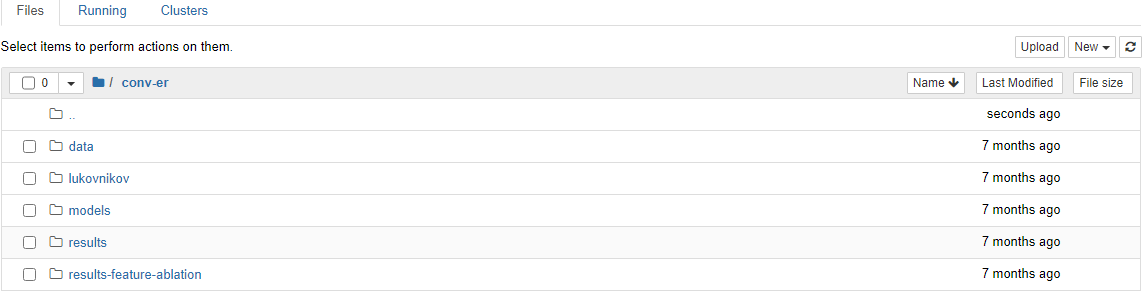 Files Running Clusters
Select items to perform actions on them. Upload New
0 / conv-er Name Last Modified File size
.. seconds ago
data 7 months ago
lukovnikov 7 months ago
models 7 months ago
results 7 months ago
results-feature-ablation 7 months ago